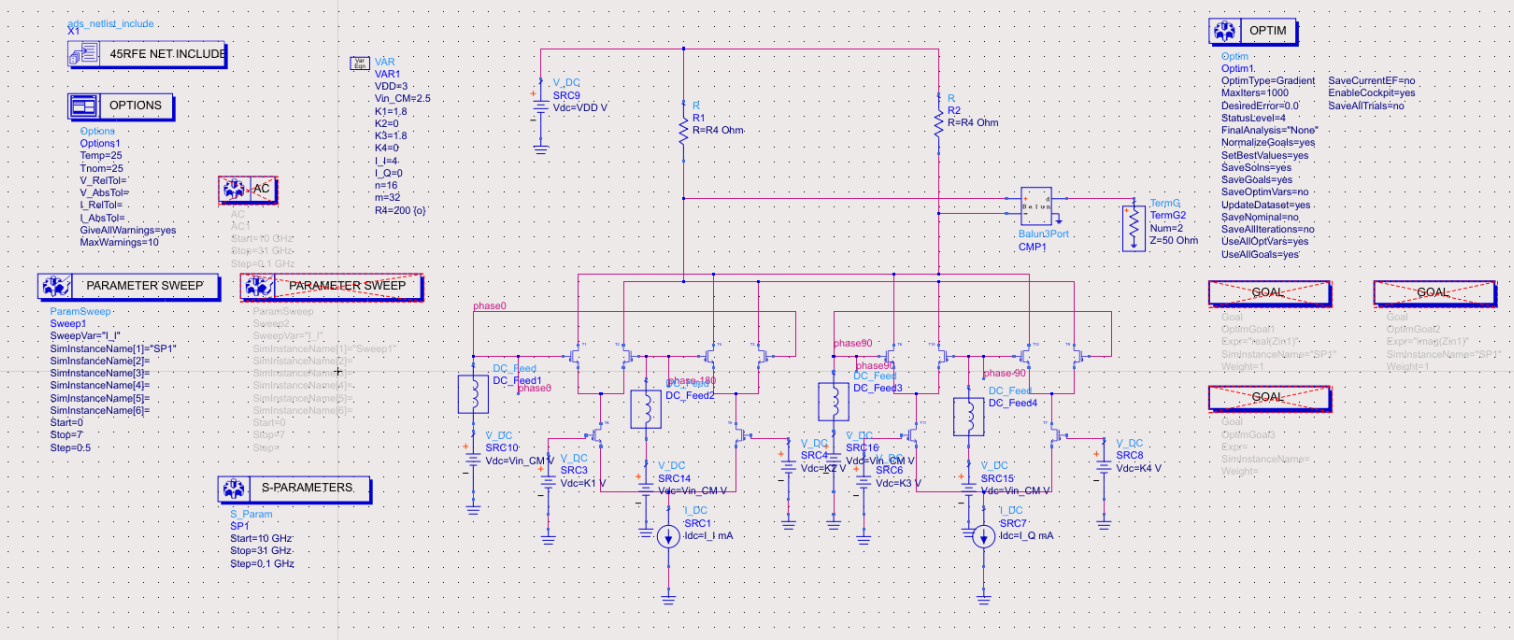 ads_netlist_include
X1
45RFE NET.INCLUDE
OPTIONS
Options
Options1
Temp=25
Tnom=25
V_RelTol=
V_AbsTol=
I_RelTol=
I_AbsTol=
GiveAllWarnings=yes
MaxWarnings=10
AC
AC
AC1
Start=10 GHz
Stop=31 GHz
Step=0.1 GHz
PARAMETER SWEEP
ParamSweep
Sweep1
SweepVar="I_I"
SimInstanceName[1]="SP1"
SimInstanceName[2]=
SimInstanceName[3]=
SimInstanceName[4]=
SimInstanceName[5]=
SimInstanceName[6]=
Start=0
Stop=7
Step=0.5
PARAMETER SWEEP
ParamSweep
Sweep2
SimInstanceName[1]="Sweep1"
SimInstanceName[2]=
SimInstanceName[3]=
SimInstanceName[4]=
SimInstanceName[5]=
SimInstanceName[6]=
Start=0
Stop=7
Step=
S-PARAMETERS
S_Param
SP1
Start=10 GHz
Stop=31 GHz
Step=0.1 GHz
Var
Eqn
VAR
VAR1
VDD=3
Vin_CM=2.5
K1=1.8
K2=0
K3=1.8
K4=0
I_I=4
I_Q=0
n=16
m=32
R4=200 {o}
V_DC
SRC9
Vdc=VDD V
R
R1
R=R4 Ohm
R
R2
R=R4 Ohm
Balun3Port
CMP1
TermG
TermG2
Num=2
Z=50 Ohm
phase0
phase0
DC_Feed
DC_Feed1
phase-180
DC_Feed
DC_Feed2
phase90
phase90
DC_Feed
DC_Feed3
phase-90
DC_Feed
DC_Feed4
V_DC
SRC10
Vdc=Vin_CM V
V_DC
SRC3
Vdc=K1 V
V_DC
SRC14
Vdc=Vin_CM V
V_DC
SRC4
Vdc=K2 V
V_DC
SRC16
Vdc=Vin_CM V
V_DC
SRC6
Vdc=K3 V
V_DC
SRC15
Vdc=Vin_CM V
V_DC
SRC8
Vdc=K4 V
I_DC
SRC1
Idc=I_I mA
I_DC
SRC7
Idc=I_Q mA
OPTIM
Optim
Optim1
OptimType=Gradient
MaxIters=1000
DesiredError=0.0
StatusLevel=4
FinalAnalysis="None"
NormalizeGoals=yes
SetBestValues=yes
SaveSolns=yes
SaveGoals=yes
SaveOptimVars=no
UpdateDataset=yes
SaveNominal=no
SaveAllIterations=no
UseAllOptVars=yes
UseAllGoals=yes
SaveCurrentEF=no
EnableCockpit=yes
SaveAllTrials=no
GOAL
Goal
OptimGoal1
Expr="real(Zin1)"
SimInstanceName="SP1"
Weight=1
GOAL
Goal
OptimGoal2
Expr="imag(Zin1)"
SimInstanceName="SP1"
Weight=1
GOAL
Goal
OptimGoal3
Expr=
SimInstanceName=
Weight=